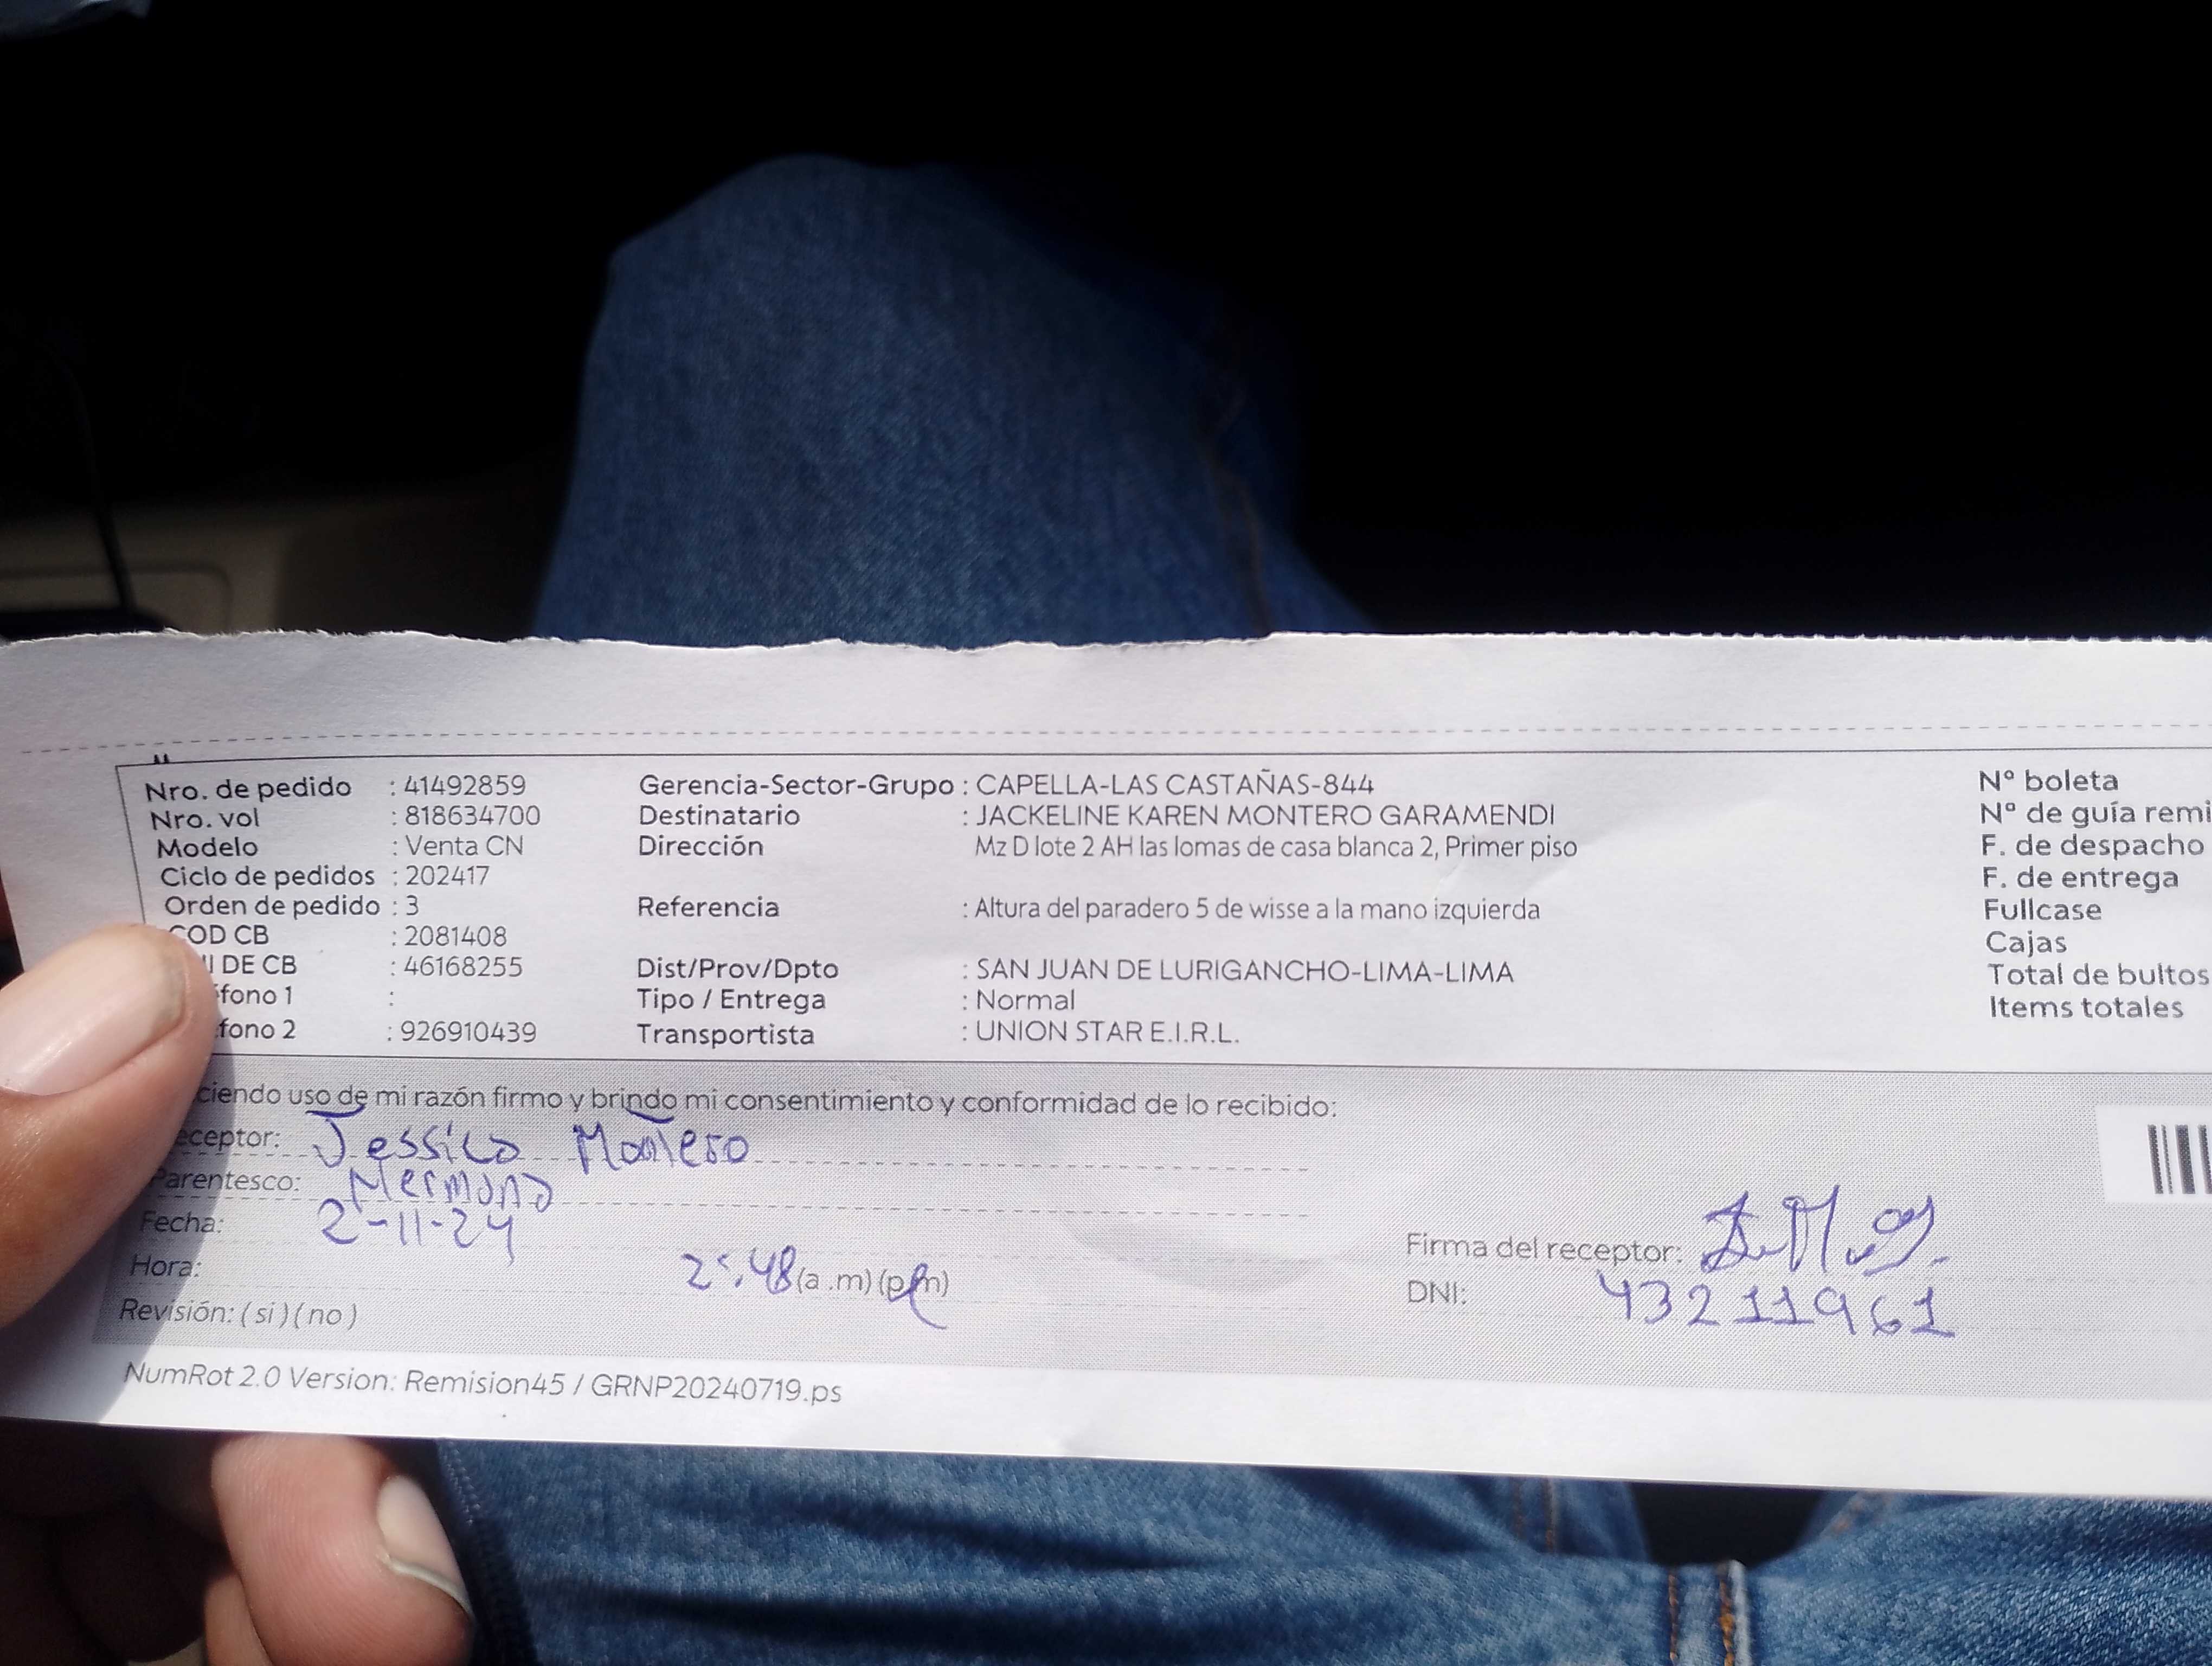 Nro. de pedido : 41492859 Gerencia-Sector-Grupo : CAPELLA-LAS CASTAÑAS-844 Nº boleta
Nro. vol : 818634700 Destinatario : JACKELINE KAREN MONTERO GARAMENDI Nº de guía remi
Modelo : Venta CN Dirección Mz D lote 2 AH las lomas de casa blanca 2, Primer piso F. de despacho
Ciclo de pedidos : 202417 F. de entrega
Orden de pedido : 3 Referencia : Altura del paradero 5 de wisse a la mano izquierda Fullcase
COD CB : 2081408 Cajas
I DE CB : 46168255 Dist/Prov/Dpto : SAN JUAN DE LURIGANCHO-LIMA-LIMA Total de bultos
éfono 1 : Tipo / Entrega : Normal Items totales
fono 2 : 926910439 Transportista : UNION STAR E.I.R.L.
ciendo uso de mi razón firmo y brindo mi consentimiento y conformidad de lo recibido:
eceptor: Jessica Montero
Parentesco: Hermana
Fecha: 2-11-24
Firma del receptor:
Hora: 2:48 (a .m) (pm)
DNI: 43211961
Revisión: ( si ) ( no )
NumRot 2.0 Version: Remision45 / GRNP20240719.ps